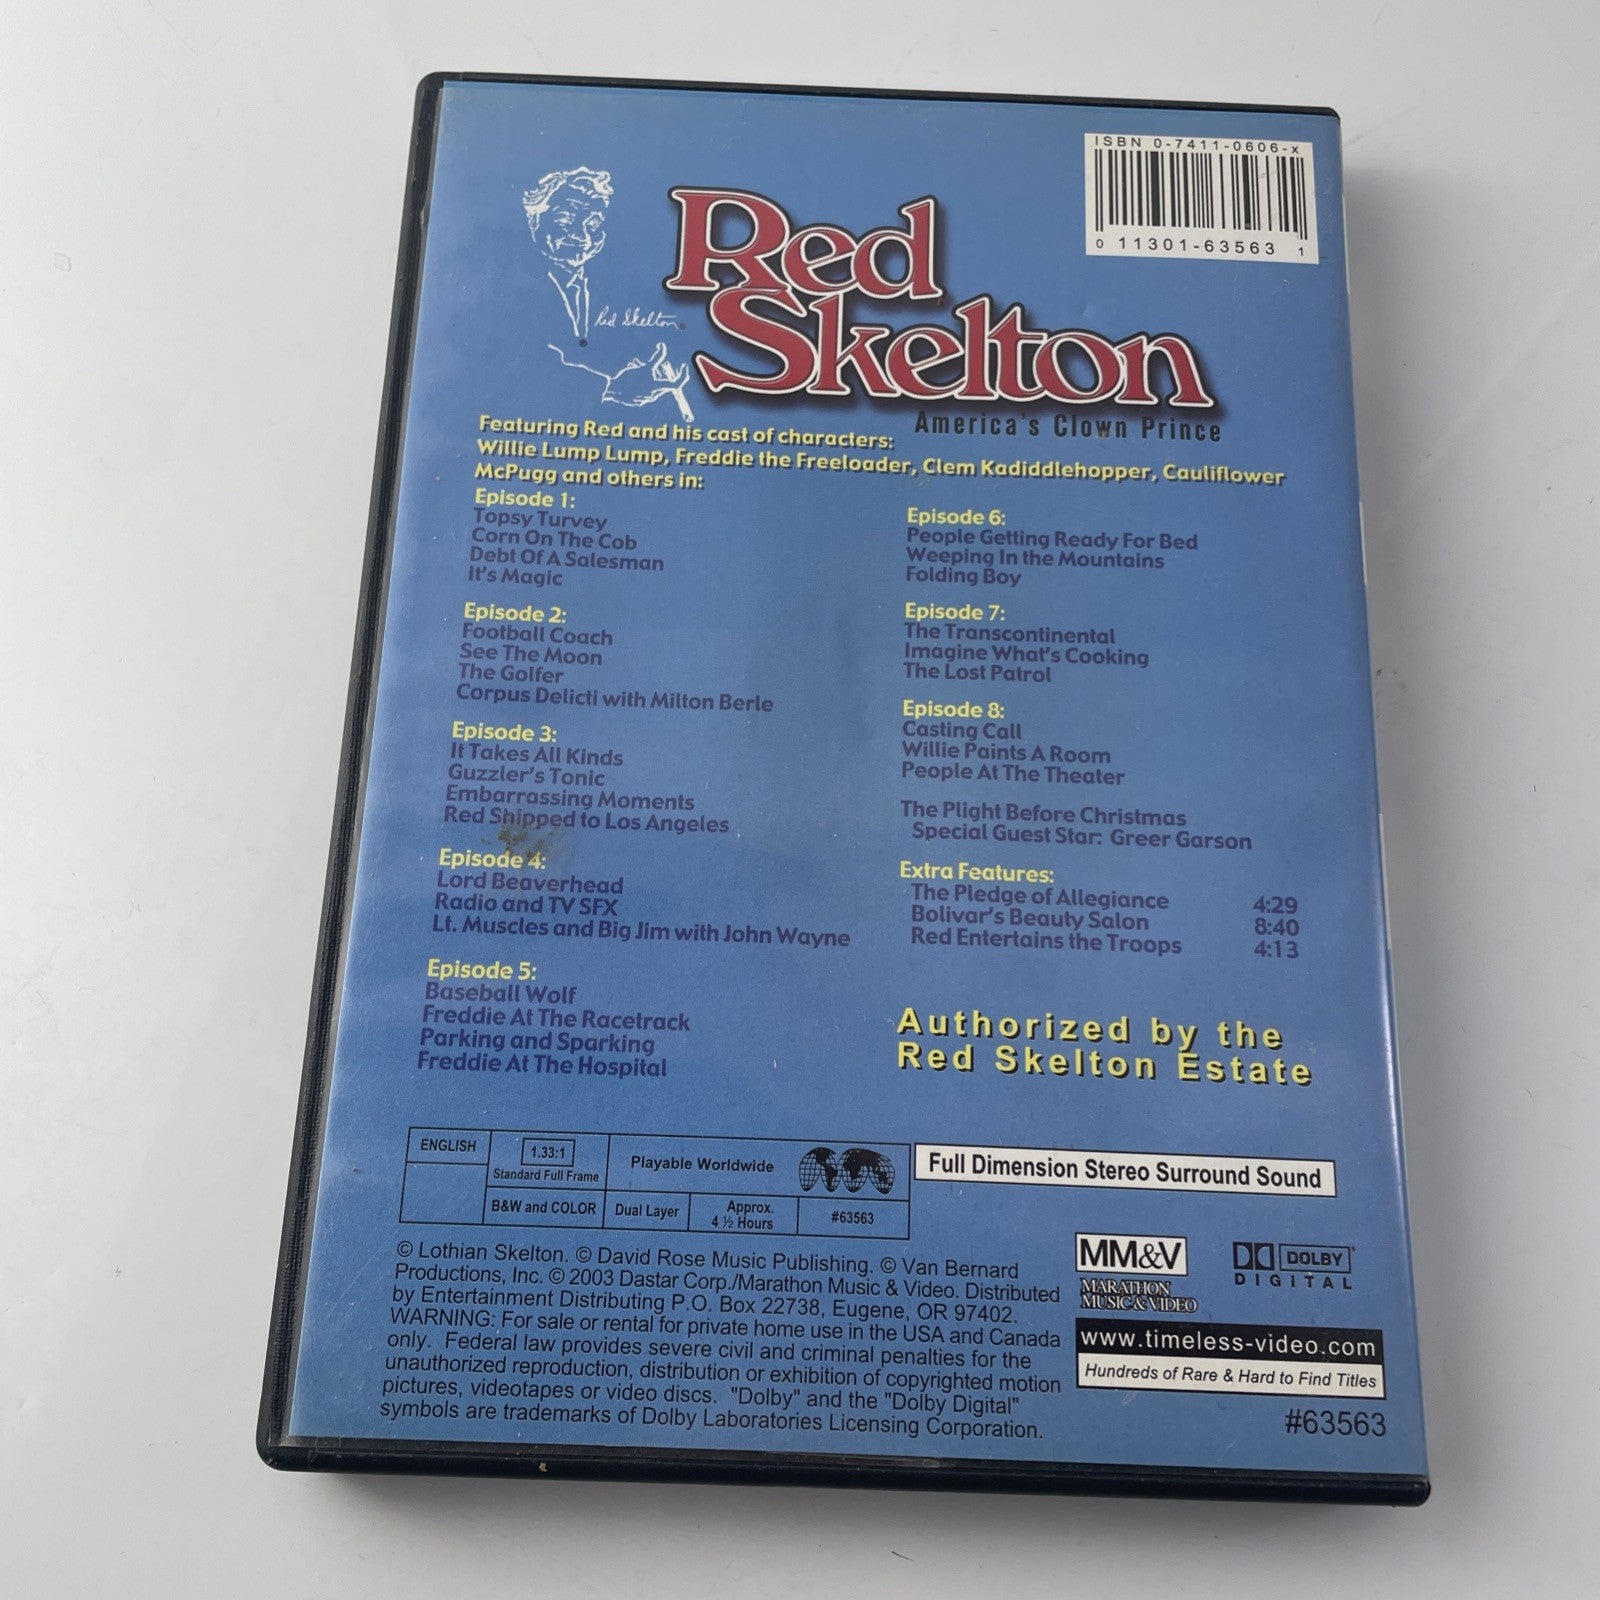 ISBN 0-7411-0606-x
0 11301-63563 1
Red Skelton ®
®
Red
Skelton
America's Clown Prince
Featuring Red and his cast of characters:
Willie Lump Lump, Freddie the Freeloader, Clem Kadiddlehopper, Cauliflower
McPugg and others in:
Episode 1:
Topsy Turvey
Corn On The Cob
Debt Of A Salesman
It's Magic
Episode 2:
Football Coach
See The Moon
The Golfer
Corpus Delicti with Milton Berle
Episode 3:
It Takes All Kinds
Guzzler's Tonic
Embarrassing Moments
Red Shipped to Los Angeles
Episode 4:
Lord Beaverhead
Radio and TV SFX
Lt. Muscles and Big Jim with John Wayne
Episode 5:
Baseball Wolf
Freddie At The Racetrack
Parking and Sparking
Freddie At The Hospital
Episode 6:
People Getting Ready For Bed
Weeping In the Mountains
Folding Boy
Episode 7:
The Transcontinental
Imagine What's Cooking
The Lost Patrol
Episode 8:
Casting Call
Willie Paints A Room
People At The Theater
The Plight Before Christmas
Special Guest Star: Greer Garson
Extra Features:
The Pledge of Allegiance 4:29
Bolivar's Beauty Salon 8:40
Red Entertains the Troops 4:13
Authorized by the
Red Skelton Estate
ENGLISH
1.33:1
Standard Full Frame
Playable Worldwide
B&W and COLOR
Dual Layer
Approx.
4 ½ Hours
#63563
Full Dimension Stereo Surround Sound
© Lothian Skelton. © David Rose Music Publishing. © Van Bernard
Productions, Inc. © 2003 Dastar Corp./Marathon Music & Video. Distributed
by Entertainment Distributing P.O. Box 22738, Eugene, OR 97402.
WARNING: For sale or rental for private home use in the USA and Canada
only. Federal law provides severe civil and criminal penalties for the
unauthorized reproduction, distribution or exhibition of copyrighted motion
pictures, videotapes or video discs. "Dolby" and the "Dolby Digital"
symbols are trademarks of Dolby Laboratories Licensing Corporation.
MM&V
MARATHON
MUSIC & VIDEO
DOLBY
DIGITAL
www.timeless-video.com
Hundreds of Rare & Hard to Find Titles
#63563